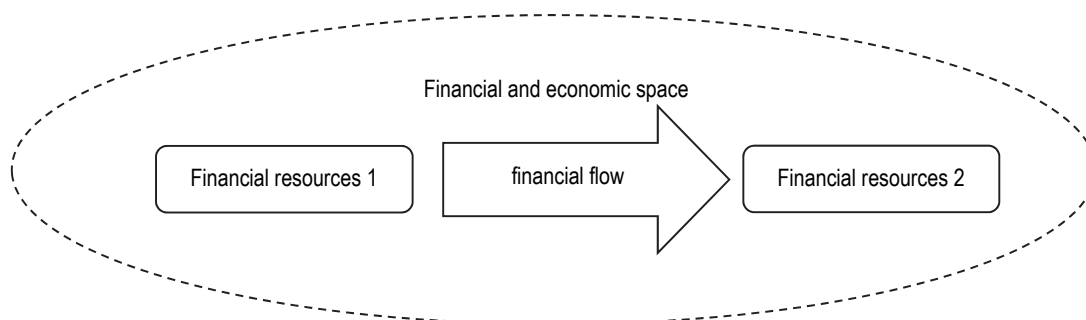 Financial and economic space
Financial resources 1
financial flow
Financial resources 2